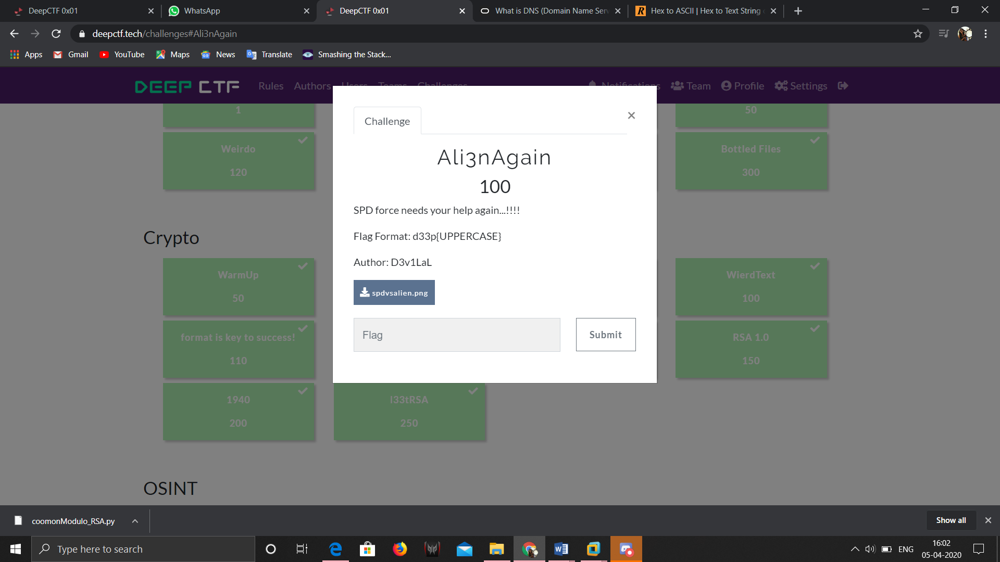 DeepCTF 0x01
WhatsApp
DeepCTF 0x01
What is DNS (Domain Name Serv
Hex to ASCII | Hex to Text String
deepctf.tech/challenges#Ali3nAgain
Apps
Gmail
YouTube
Maps
News
Translate
Smashing the Stack...
DEEP CTF
Rules
Authors
Users
Teams
Challenges
Notifications
Team
Profile
Settings
1
50
Weirdo
120
Bottled Files
300
Challenge
×
Ali3nAgain
100
SPD force needs your help again...!!!!
Flag Format: d33p{UPPERCASE}
Author: D3v1LaL
spdvsalien.png
Flag
Submit
Crypto
WarmUp
50
WierdText
100
format is key to success!
110
RSA 1.0
150
1940
200
l33tRSA
250
OSINT
coomonModulo_RSA.py
Show all
Type here to search
ENG
16:02
05-04-2020